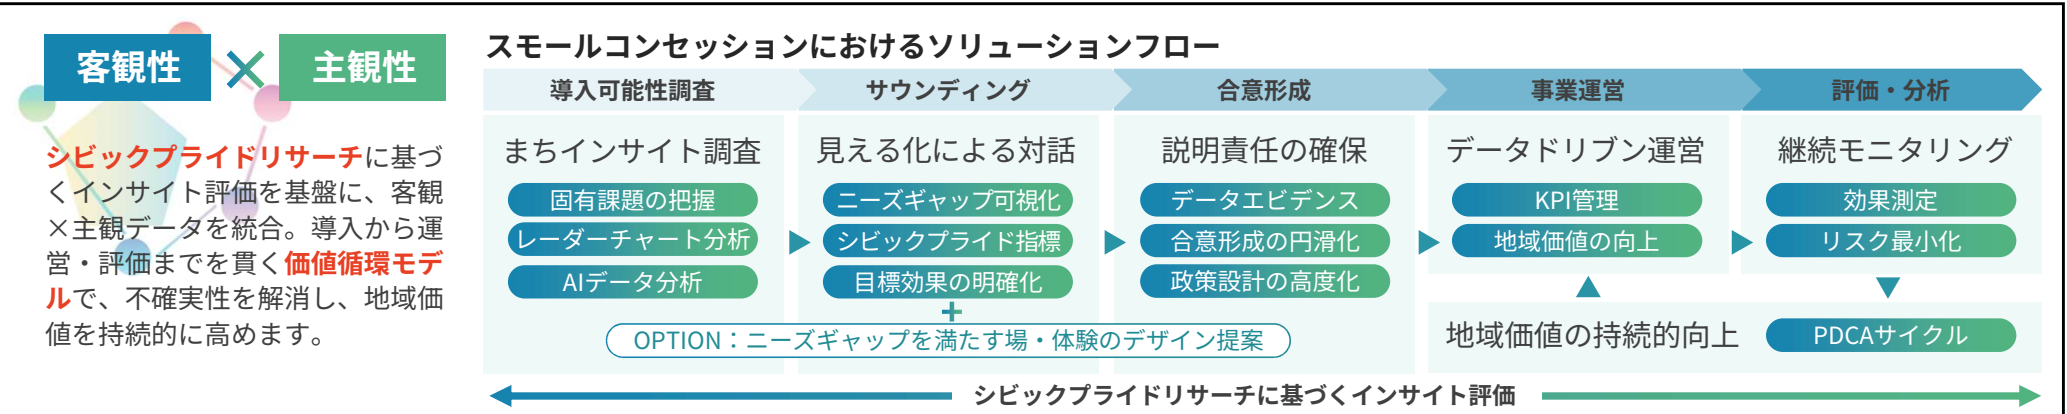 客観性 × 主観性
シビックプライドリサーチに基づ
くインサイト評価を基盤に、客観
×主観データを統合。導入から運
営・評価までを貫く価値循環モデ
ルで、不確実性を解消し、地域価
値を持続的に高めます。
スモールコンセッションにおけるソリューションフロー
導入可能性調査
まちインサイト調査
固有課題の把握
レーダーチャート分析
AIデータ分析
サウンディング
見える化による対話
ニーズギャップ可視化
シビックプライド指標
目標効果の明確化
+
OPTION：ニーズギャップを満たす場・体験のデザイン提案
合意形成
説明責任の確保
データエビデンス
合意形成の円滑化
政策設計の高度化
事業運営
データドリブン運営
KPI管理
地域価値の向上
評価・分析
継続モニタリング
効果測定
リスク最小化
地域価値の持続的向上
PDCAサイクル
シビックプライドリサーチに基づくインサイト評価